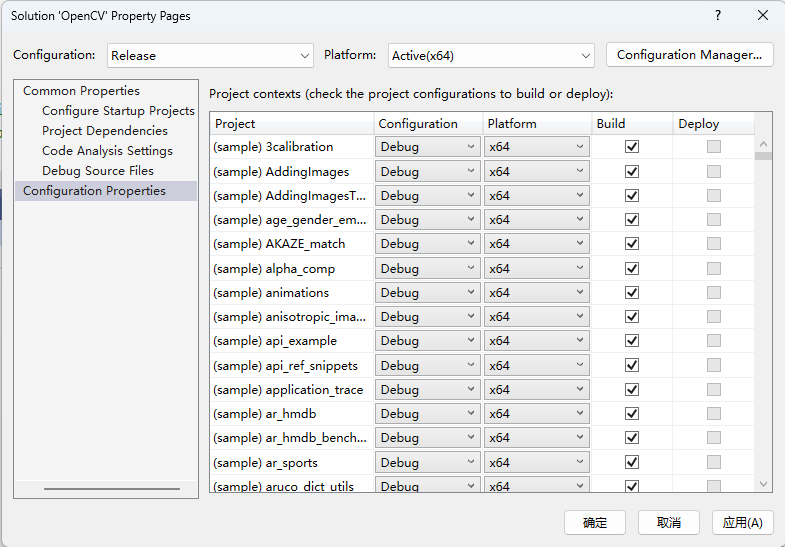 Solution 'OpenCV' Property Pages
Configuration: Release Platform: Active(x64) Configuration Manager...
Common Properties
Configure Startup Projects
Project Dependencies
Code Analysis Settings
Debug Source Files
Configuration Properties
Project contexts (check the project configurations to build or deploy):
Project Configuration Platform Build Deploy
(sample) 3calibration Debug x64
(sample) AddingImages Debug x64
(sample) AddingImagesT... Debug x64
(sample) age_gender_em... Debug x64
(sample) AKAZE_match Debug x64
(sample) alpha_comp Debug x64
(sample) animations Debug x64
(sample) anisotropic_ima... Debug x64
(sample) api_example Debug x64
(sample) api_ref_snippets Debug x64
(sample) application_trace Debug x64
(sample) ar_hmdb Debug x64
(sample) ar_hmdb_bench... Debug x64
(sample) ar_sports Debug x64
(sample) aruco_dict_utils Debug x64
确定 取消 应用(A)